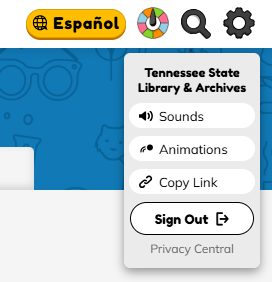 Español
Tennessee State
Library & Archives
Sounds
Animations
Copy Link
Sign Out
Privacy Central